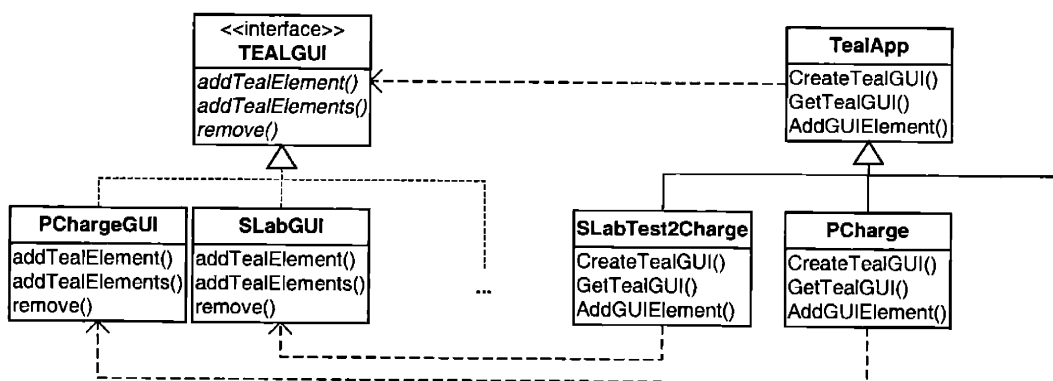 <<interface>>
TEALGUI
addTealElement()
addTealElements()
remove()
TealApp
CreateTealGUI()
GetTealGUI()
AddGUIElement()
PChargeGUI
addTealElement()
addTealElements()
remove()
SLabGUI
addTealElement()
addTealElements()
remove()
...
SLabTest2Charge
CreateTealGUI()
GetTealGUI()
AddGUIElement()
PCharge
CreateTealGUI()
GetTealGUI()
AddGUIElement()